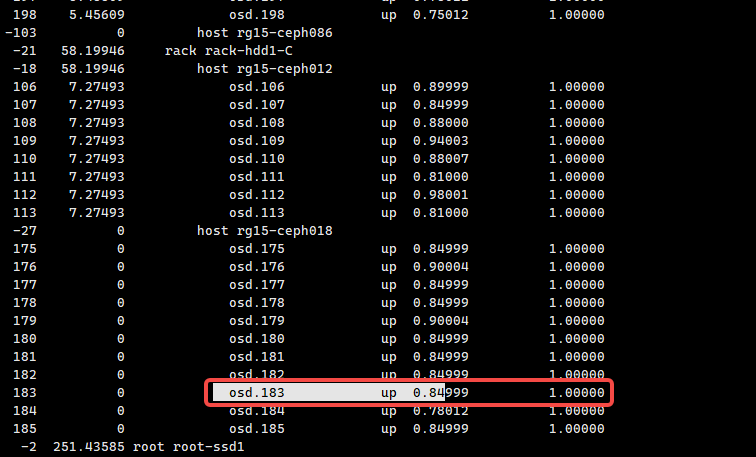 198 5.45609 osd.198 up 0.75012 1.00000
-103 0 host rg15-ceph086
-21 58.19946 rack rack-hdd1-C
-18 58.19946 host rg15-ceph012
106 7.27493 osd.106 up 0.89999 1.00000
107 7.27493 osd.107 up 0.84999 1.00000
108 7.27493 osd.108 up 0.88000 1.00000
109 7.27493 osd.109 up 0.94003 1.00000
110 7.27493 osd.110 up 0.88007 1.00000
111 7.27493 osd.111 up 0.81000 1.00000
112 7.27493 osd.112 up 0.98001 1.00000
113 7.27493 osd.113 up 0.81000 1.00000
-27 0 host rg15-ceph018
175 0 osd.175 up 0.84999 1.00000
176 0 osd.176 up 0.90004 1.00000
177 0 osd.177 up 0.84999 1.00000
178 0 osd.178 up 0.84999 1.00000
179 0 osd.179 up 0.90004 1.00000
180 0 osd.180 up 0.84999 1.00000
181 0 osd.181 up 0.84999 1.00000
182 0 osd.182 up 0.84999 1.00000
183 0 osd.183 up 0.84999 1.00000
184 0 osd.184 up 0.78012 1.00000
185 0 osd.185 up 0.84999 1.00000
-2 251.43585 root root-ssd1